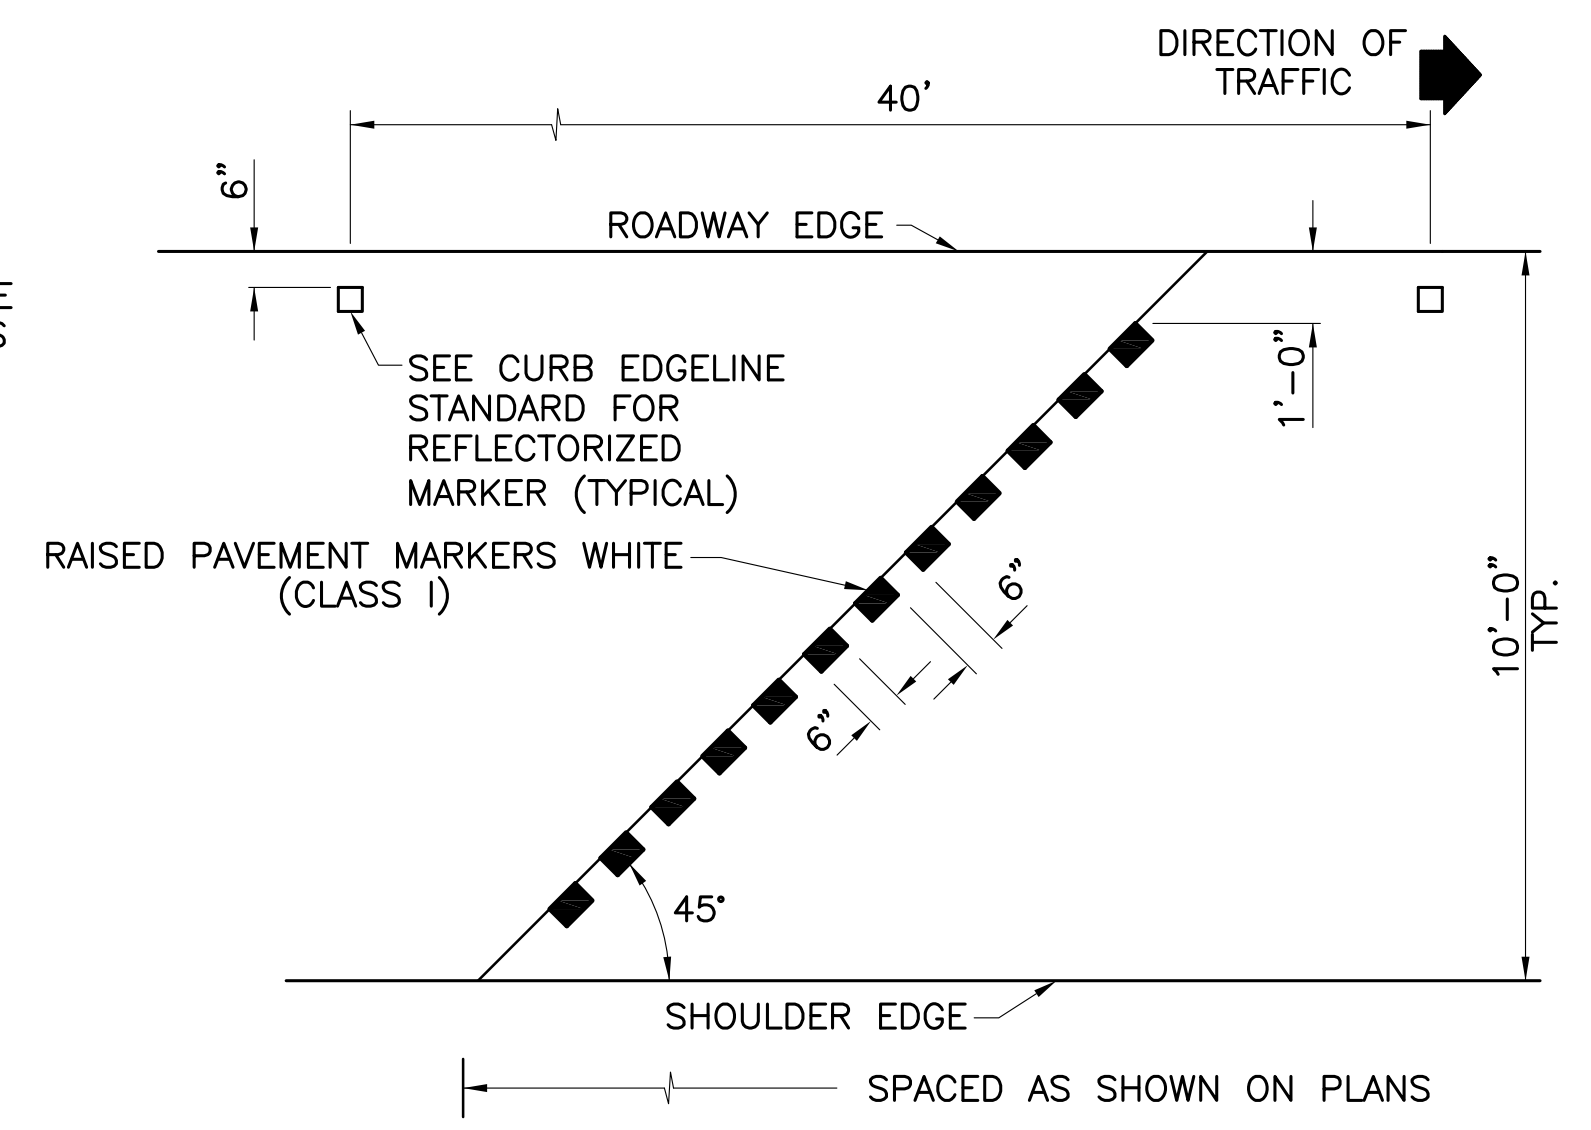 DIRECTION OF
TRAFFIC
40'
6"
ROADWAY EDGE
E
S
SEE CURB EDGELINE
STANDARD FOR
REFLECTORIZED
MARKER (TYPICAL)
1'-0"
RAISED PAVEMENT MARKERS WHITE
(CLASS I)
6"
6"
10'-0"
TYP.
45°
SHOULDER EDGE
SPACED AS SHOWN ON PLANS